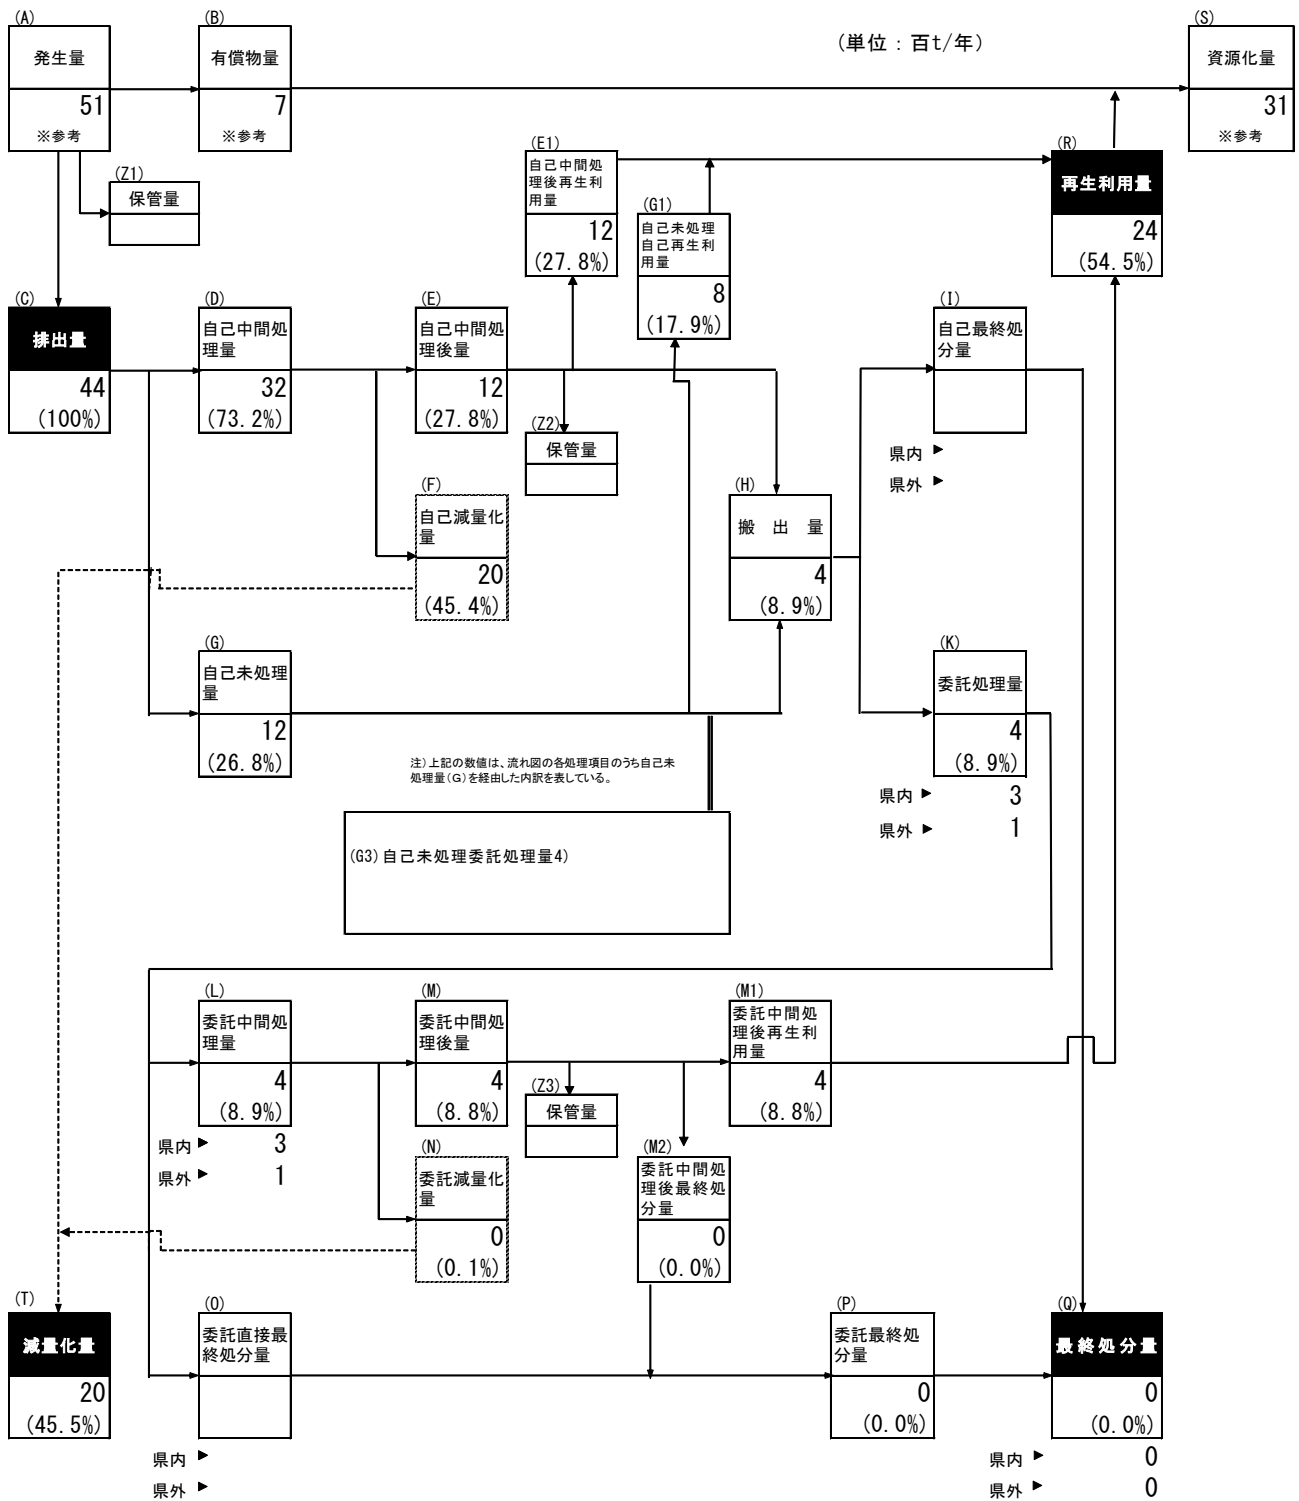 (A)
発生量
51
※参考
(B)
有償物量
7
※参考
(単位：百t/年)
(S)
資源化量
31
※参考
(Z1)
保管量
(E1)
自己中間処
理後再生利
用量
12
(27.8%)
(G1)
自己未処理
自己再生利
用量
8
(17.9%)
(R)
再生利用量
24
(54.5%)
(C)
排出量
44
(100%)
(D)
自己中間処
理量
32
(73.2%)
(E)
自己中間処
理後量
12
(27.8%)
(I)
自己最終処
分量
県内 ▶
県外 ▶
(Z2)
保管量
(F)
自己減量化
量
20
(45.4%)
(H)
搬 出 量
4
(8.9%)
(G)
自己未処理
量
12
(26.8%)
(K)
委託処理量
4
(8.9%)
県内 ▶ 3
県外 ▶ 1
注）上記の数値は、流れ図の各処理項目のうち自己未
処理量（G）を経由した内訳を表している。
(G3)自己未処理委託処理量4)
(L)
委託中間処
理量
4
(8.9%)
県内 ▶ 3
県外 ▶ 1
(M)
委託中間処
理後量
4
(8.8%)
(M1)
委託中間処
理後再生利
用量
4
(8.8%)
(Z3)
保管量
(N)
委託減量化
量
0
(0.1%)
(M2)
委託中間処
理後最終処
分量
0
(0.0%)
(T)
減量化量
20
(45.5%)
(O)
委託直接最
終処分量
県内 ▶
県外 ▶
(P)
委託最終処
分量
0
(0.0%)
(Q)
最終処分量
0
(0.0%)
県内 ▶ 0
県外 ▶ 0